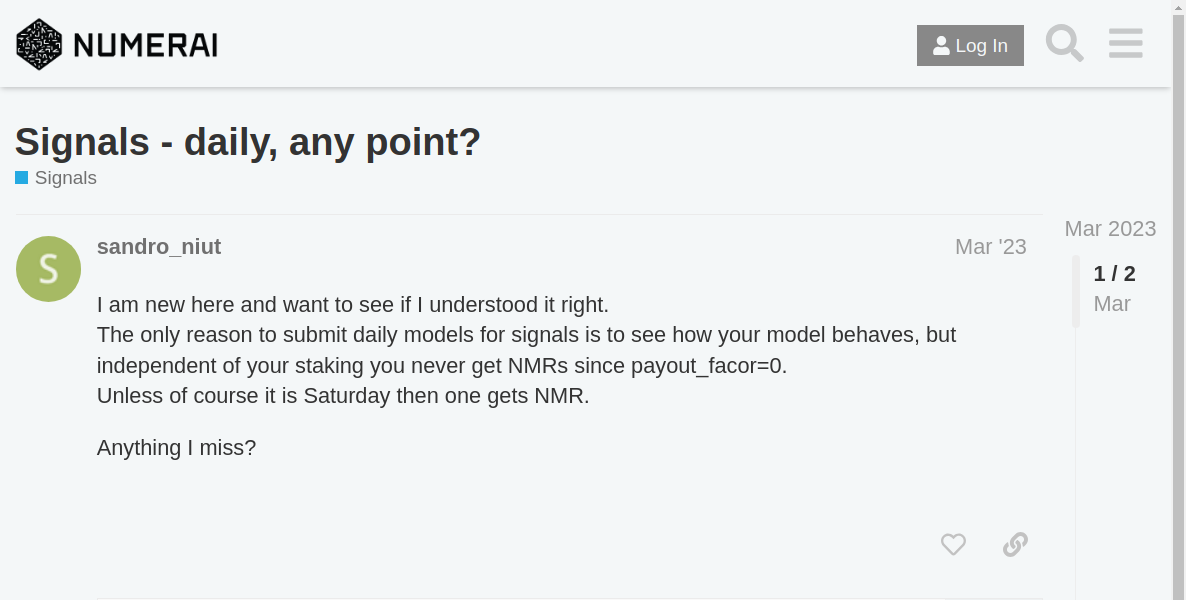 NUMERAI
Log In
Signals - daily, any point?
Signals
S
sandro_niut
Mar '23
I am new here and want to see if I understood it right.
The only reason to submit daily models for signals is to see how your model behaves, but
independent of your staking you never get NMRs since payout_facor=0.
Unless of course it is Saturday then one gets NMR.
Anything I miss?
Mar 2023
1 / 2
Mar